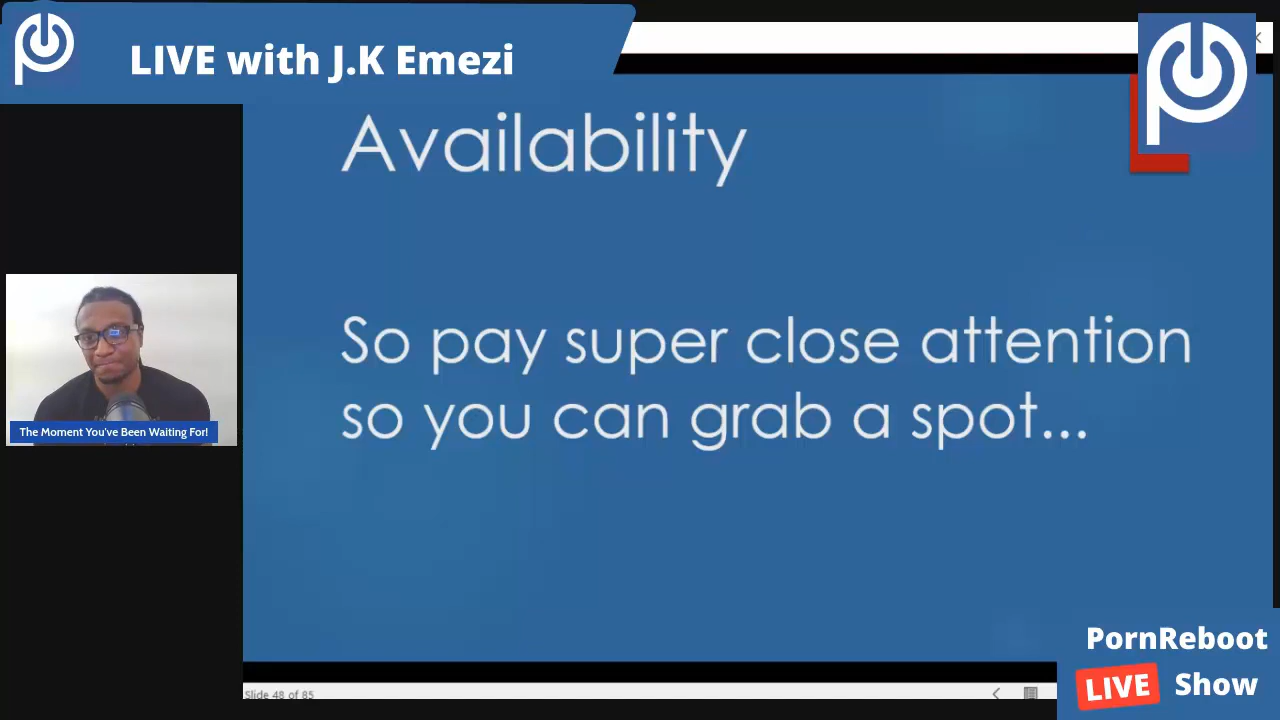 LIVE with J.K Emezi
Availability
So pay super close attention
so you can grab a spot...
The Moment You've Been Waiting For!
Slide 48 of 85
PornReboot
LIVE Show